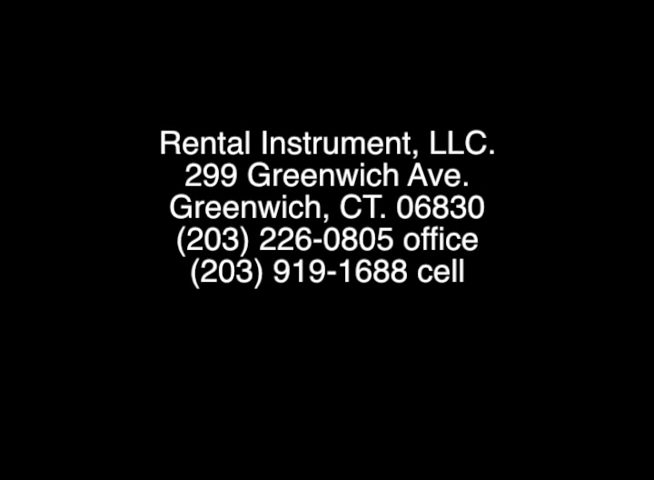 Rental Instrument, LLC.
299 Greenwich Ave.
Greenwich, CT. 06830
(203) 226-0805 office
(203) 919-1688 cell